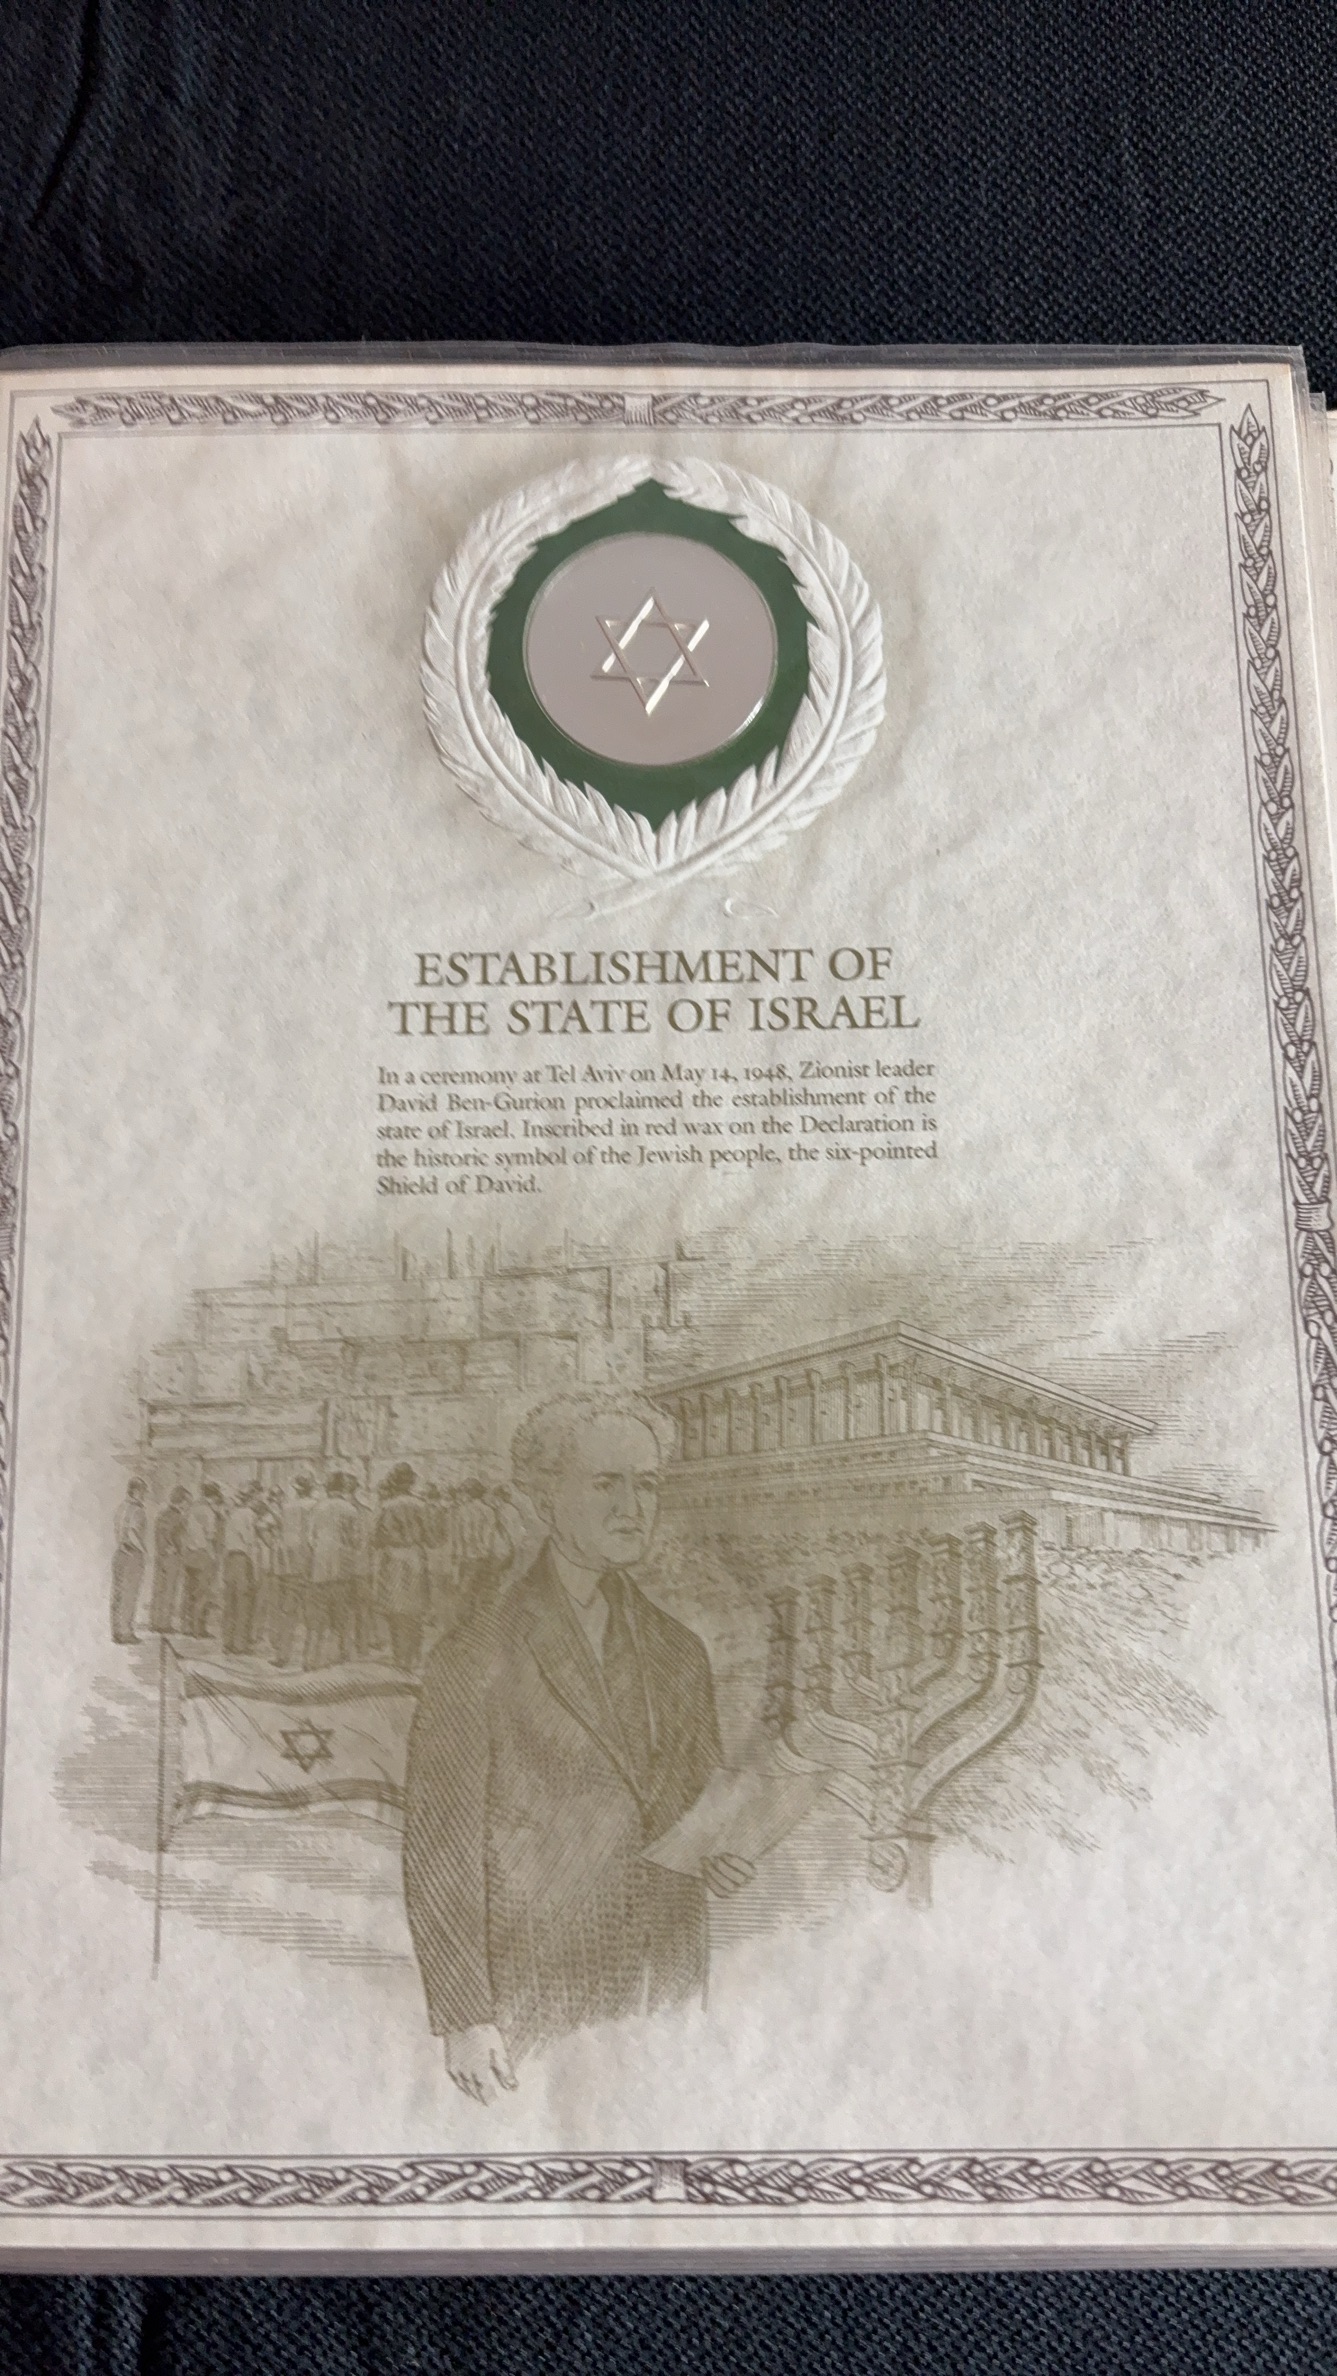 ESTABLISHMENT OF
THE STATE OF ISRAEL
In a ceremony at Tel Aviv on May 14, 1948, Zionist leader
David Ben-Gurion proclaimed the establishment of the
state of Israel. Inscribed in red wax on the Declaration is
the historic symbol of the Jewish people, the six-pointed
Shield of David.